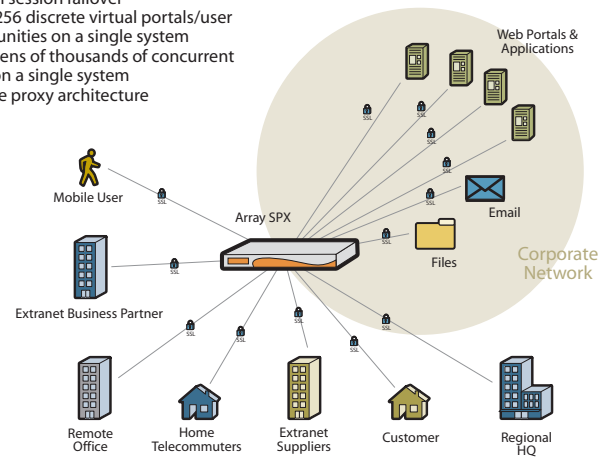 session failover
256 discrete virtual portals/user
unities on a single system
ens of thousands of concurrent
on a single system
e proxy architecture
Web Portals &
Applications
SSL
SSL
SSL
SSL
SSL
SSL
SSL
Mobile User
Email
Array SPX
Files
Corporate
Network
SSL
Extranet Business Partner
SSL
SSL
SSL
SSL
SSL
Remote
Office
Home
Telecommuters
Extranet
Suppliers
Customer
Regional
HQ